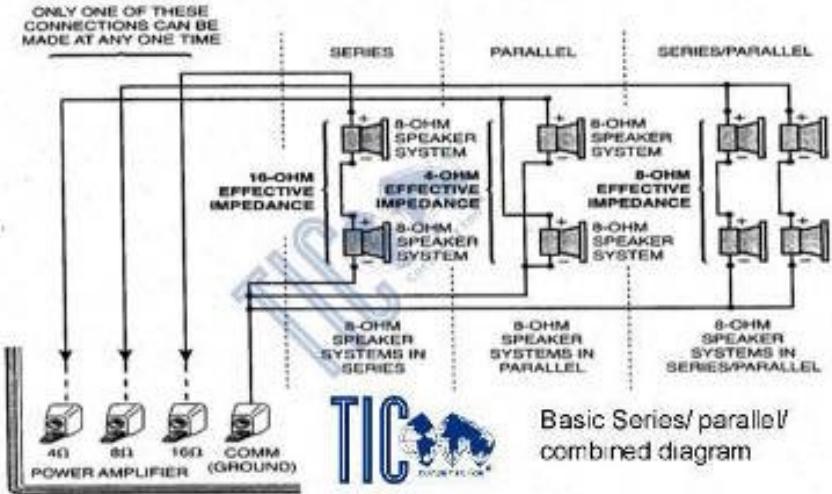 ONLY ONE OF THESE
CONNECTIONS CAN BE
MADE AT ANY ONE TIME
SERIES
PARALLEL
SERIES/PARALLEL
+
8-OHM
SPEAKER
SYSTEM
-
16-OHM
EFFECTIVE
IMPEDANCE
+
8-OHM
SPEAKER
SYSTEM
-
+
8-OHM
SPEAKER
SYSTEM
-
4-OHM
EFFECTIVE
IMPEDANCE
+
8-OHM
SPEAKER
SYSTEM
-
+
+
-
-
8-OHM
EFFECTIVE
IMPEDANCE
+
+
-
-
8-OHM
SPEAKER
SYSTEMS IN
SERIES
8-OHM
SPEAKER
SYSTEMS IN
PARALLEL
8-OHM
SPEAKER
SYSTEMS IN
SERIES/PARALLEL
4Ω
8Ω
16Ω
COMM
(GROUND)
POWER AMPLIFIER
TIC
TIC
CORPORATION
Basic Series/ parallel/
combined diagram